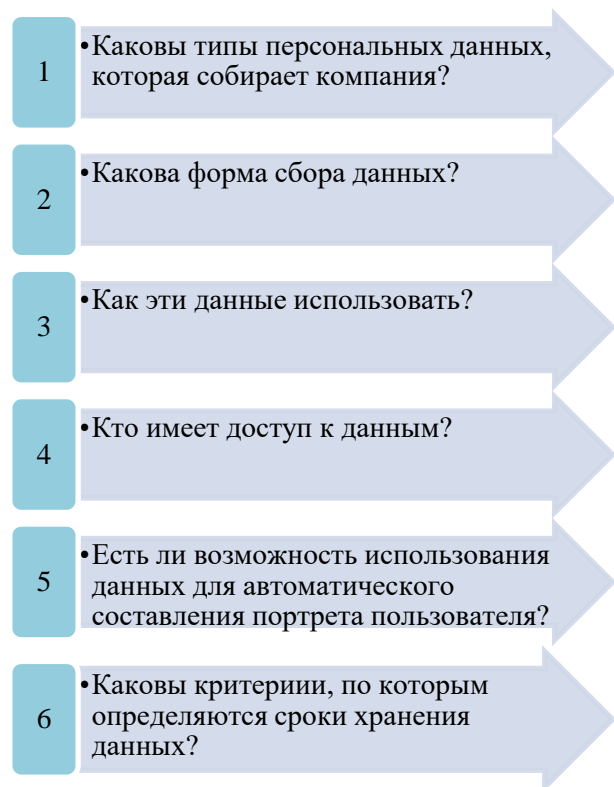 1
•Каковы типы персональных данных,
которая собирает компания?
2
•Какова форма сбора данных?
3
•Как эти данные использовать?
4
•Кто имеет доступ к данным?
5
•Есть ли возможность использования
данных для автоматического
составления портрета пользователя?
6
•Каковы критериии, по которым
определяются сроки хранения
данных?